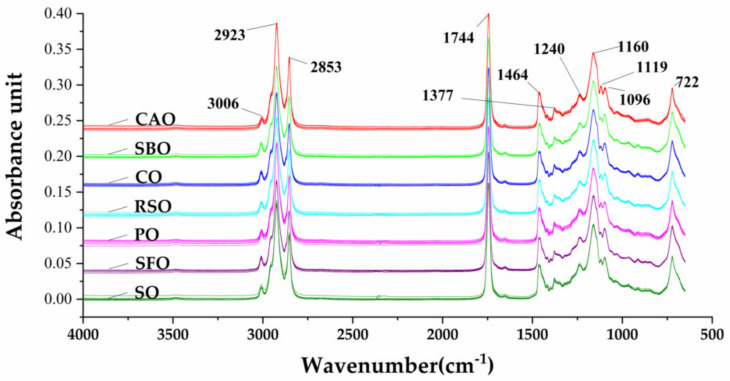 0.40
0.35
0.30
0.25
0.20
0.15
0.10
0.05
0.00
Absorbance unit
2923
2853
3006
1744
1464
1377
1240
1160
1119
1096
722
CAO
SBO
CO
RSO
PO
SFO
SO
4000 3500 3000 2500 2000 1500 1000 500
Wavenumber(cm-1)